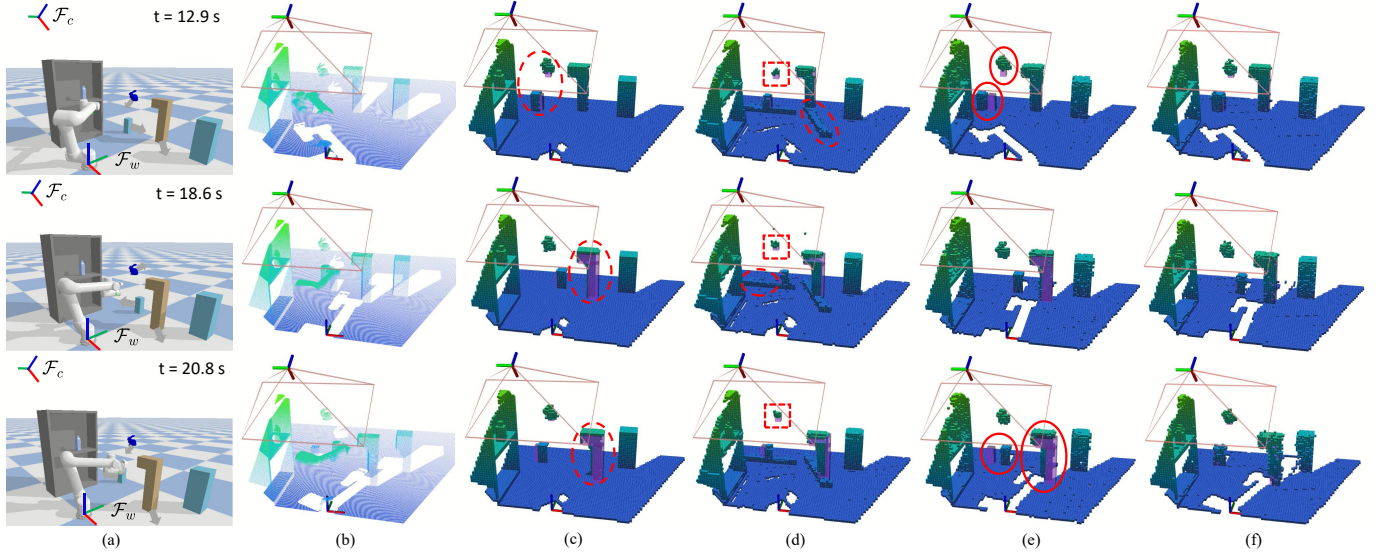 𝓕c t = 12.9 s
𝓕w
𝓕c t = 18.6 s
𝓕w
𝓕c t = 20.8 s
𝓕w
(a) (b) (c) (d) (e) (f)